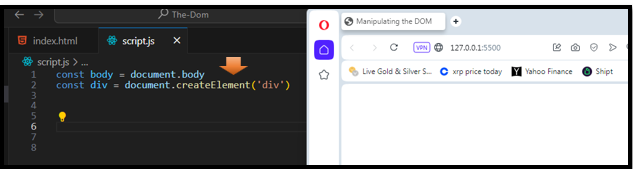 The-Dom
index.html
script.js
script.js > ...
1 const body = document.body
2 const div = document.createElement('div')
3
4
5
6
7
8
Manipulating the DOM
VPN 127.0.0.1:5500
Live Gold & Silver S... xrp price today Yahoo Finance Shipt